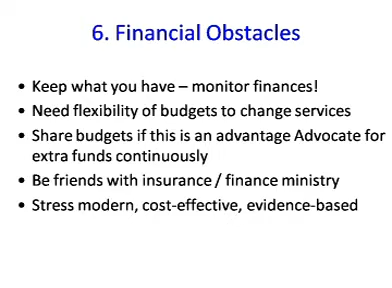 6. Financial Obstacles
• Keep what you have – monitor finances!
• Need flexibility of budgets to change services
• Share budgets if this is an advantage Advocate for
extra funds continuously
• Be friends with insurance / finance ministry
• Stress modern, cost-effective, evidence-based